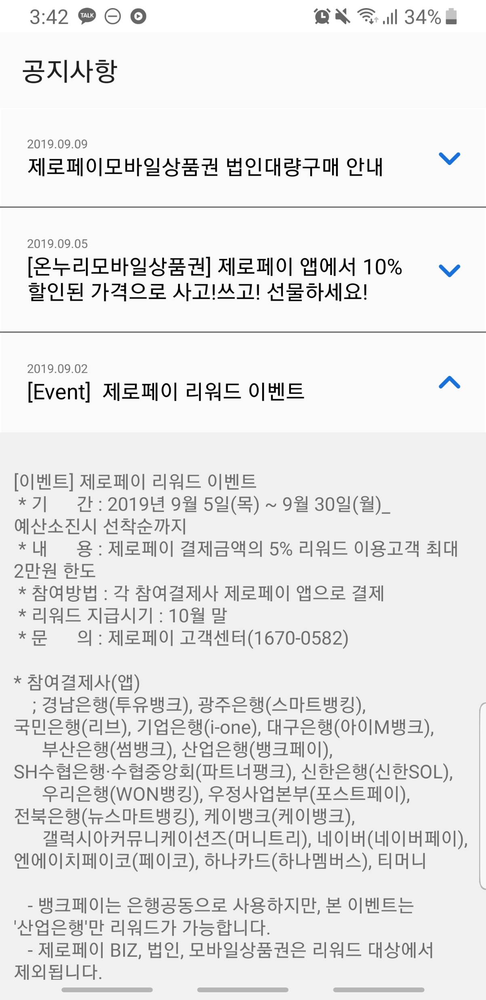 3:42 TALK 34%
공지사항
2019.09.09
제로페이모바일상품권 법인대량구매 안내
2019.09.05
[온누리모바일상품권] 제로페이 앱에서 10%
할인된 가격으로 사고!쓰고! 선물하세요!
2019.09.02
[Event]  제로페이 리워드 이벤트
[이벤트] 제로페이 리워드 이벤트
* 기      간 : 2019년 9월 5일(목) ~ 9월 30일(월)_
예산소진시 선착순까지
* 내      용 : 제로페이 결제금액의 5% 리워드 이용고객 최대
2만원 한도
* 참여방법 : 각 참여결제사 제로페이 앱으로 결제
* 리워드 지급시기 : 10월 말
* 문      의 : 제로페이 고객센터(1670-0582)
* 참여결제사(앱)
; 경남은행(투유뱅크), 광주은행(스마트뱅킹),
국민은행(리브), 기업은행(i-one), 대구은행(아이M뱅크),
부산은행(썸뱅크), 산업은행(뱅크페이),
SH수협은행·수협중앙회(파트너팽크), 신한은행(신한SOL),
우리은행(WON뱅킹), 우정사업본부(포스트페이),
전북은행(뉴스마트뱅킹), 케이뱅크(케이뱅크),
갤럭시아커뮤니케이션즈(머니트리), 네이버(네이버페이),
엔에이치페이코(페이코), 하나카드(하나멤버스), 티머니
- 뱅크페이는 은행공동으로 사용하지만, 본 이벤트는
'산업은행'만 리워드가 가능합니다.
- 제로페이 BIZ, 법인, 모바일상품권은 리워드 대상에서
제외됩니다.